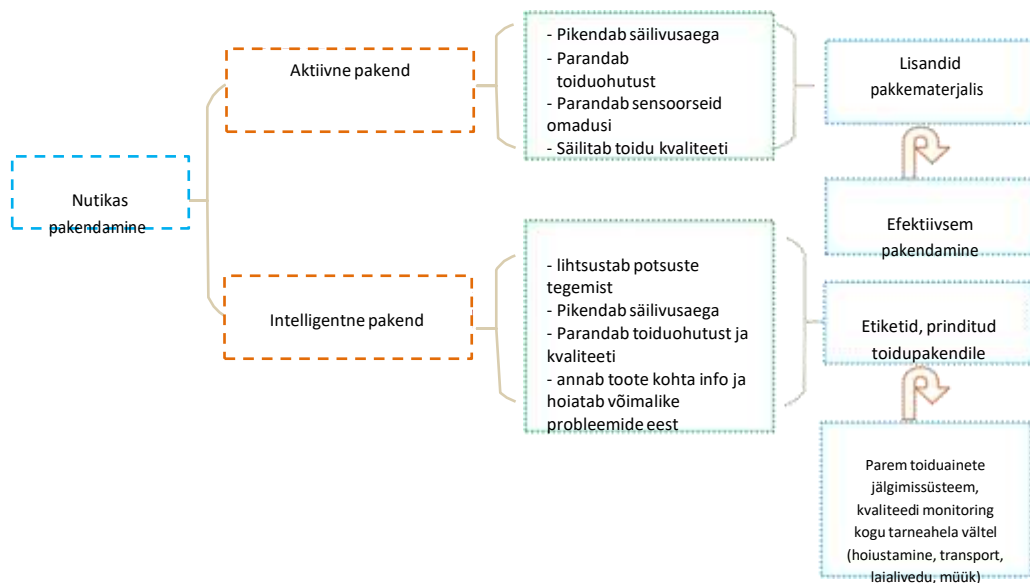 Nutikas
pakendamine
Aktiivne pakend
- Pikendab säilivusaega
- Parandab
toiduohutust
- Parandab sensoorseid
omadusi
- Säilitab toidu kvaliteeti
Lisandid
pakkematerjalis
Efektiivsem
pakendamine
Intelligentne pakend
- lihtsustab potsuste
tegemist
- Pikendab säilivusaega
- Parandab toiduohutust ja
kvaliteeti
- annab toote kohta info ja
hoiatab võimalike
probleemide eest
Etiketid, prinditud
toidupakendile
Parem toiduainete
jälgimissüsteem,
kvaliteedi monitoring
kogu tarneahela vältel
(hoiustamine, transport,
laialivedu, müük)